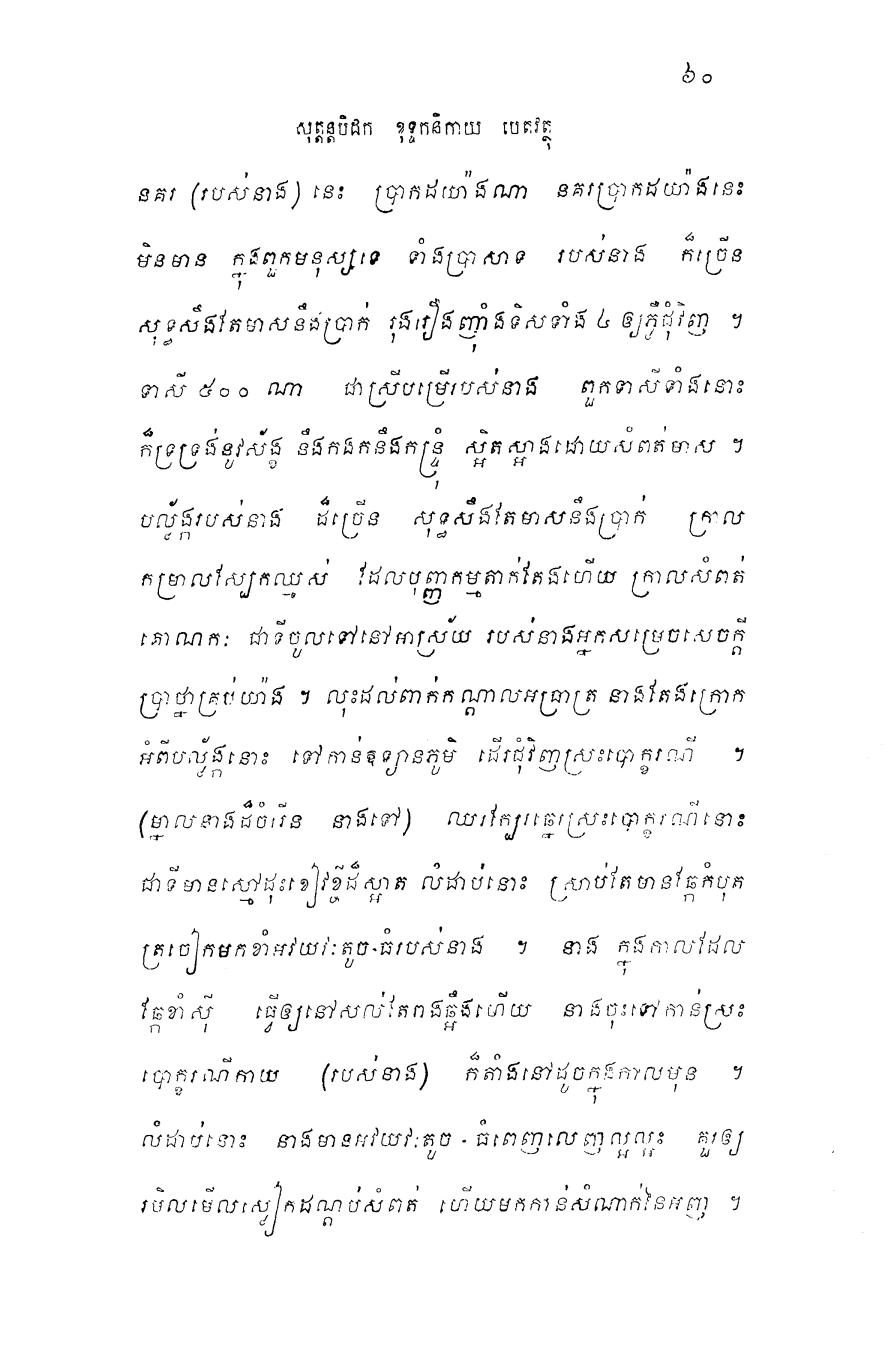 ៦០
សុត្តន្តបិដក ខុទ្ទកនិកាយ បេតវត្ថុ
នគរ (របស់នាង) នេះ ប្រាកដយ៉ាងណា នគរប្រាកដយ៉ាងនេះ
មិនមាន ក្នុងពួកមនុស្សទេ ទាំងប្រាសាទ របស់នាង ក៏ច្រើន
សុទ្ធសឹងតែមាសនឹងប្រាក់ រុងរឿងញ៉ាំងទិសទាំង ៤ ឲ្យភ្លឺជុំវិញ ។
ទាសី ៥០០ ណា ជាស្រីបម្រើរបស់នាង ពួកទាសីទាំងនោះ
ក៏ទ្រទ្រង់នូវស័ង្ខ នឹងកងកនឹងកន្ទ្រុំ ស្អិតស្អាងដោយសំពត់មាស ។
បល្ល័ង្ករបស់នាង ដ៏ច្រើន សុទ្ធសឹងតែមាសនឹងប្រាក់ ក្រាល
កម្រាលស្បែកឈ្មុស់ ដែលបុញ្ញកម្មតាក់តែងហើយ ក្រាលសំពត់
គោណកៈ ជាទីចូលទៅនៅអាស្រ័យ របស់នាងអ្នកសម្រេចសេចក្តី
ប្រាថ្នាគ្រប់យ៉ាង ។ លុះដល់ពាក់កណ្តាលអធ្រាត្រ នាងតែងក្រោក
អំពីបល្ល័ង្កនោះ ទៅកាន់ឧទ្យានភូមិ ដើរជុំវិញស្រះបោក្ខរណី ។
(ម្នាលនាងដ៏ចំរើន នាងទៅ) ឈរក្បែរឆ្នេរស្រះបោក្ខរណីនោះ
ជាទីមានស្មៅដុះខៀវខ្ចីដ៏ស្អាត លំដាប់នោះ ស្រាប់តែមានឆ្កែកំបុត
ត្រចៀកមកខាំអវយវៈតូច-ធំរបស់នាង ។ នាង ក្នុងកាលដែល
ឆ្កែខាំស៊ី ធ្វើឲ្យនៅសល់តែរាងឆ្អឹងហើយ នាងចុះទៅកាន់ស្រះ
បោក្ខរណីកាយ (របស់នាង) ក៏តាំងនៅដូចក្នុងកាលមុន ។
លំដាប់នោះ នាងមានអវយវៈតូច - ធំពេញលេញល្អល្អះ គួរឲ្យ
រមិលមើលស្លៀកដណ្តប់សំពត់ ហើយមកកាន់សំណាក់នៃអញ ។